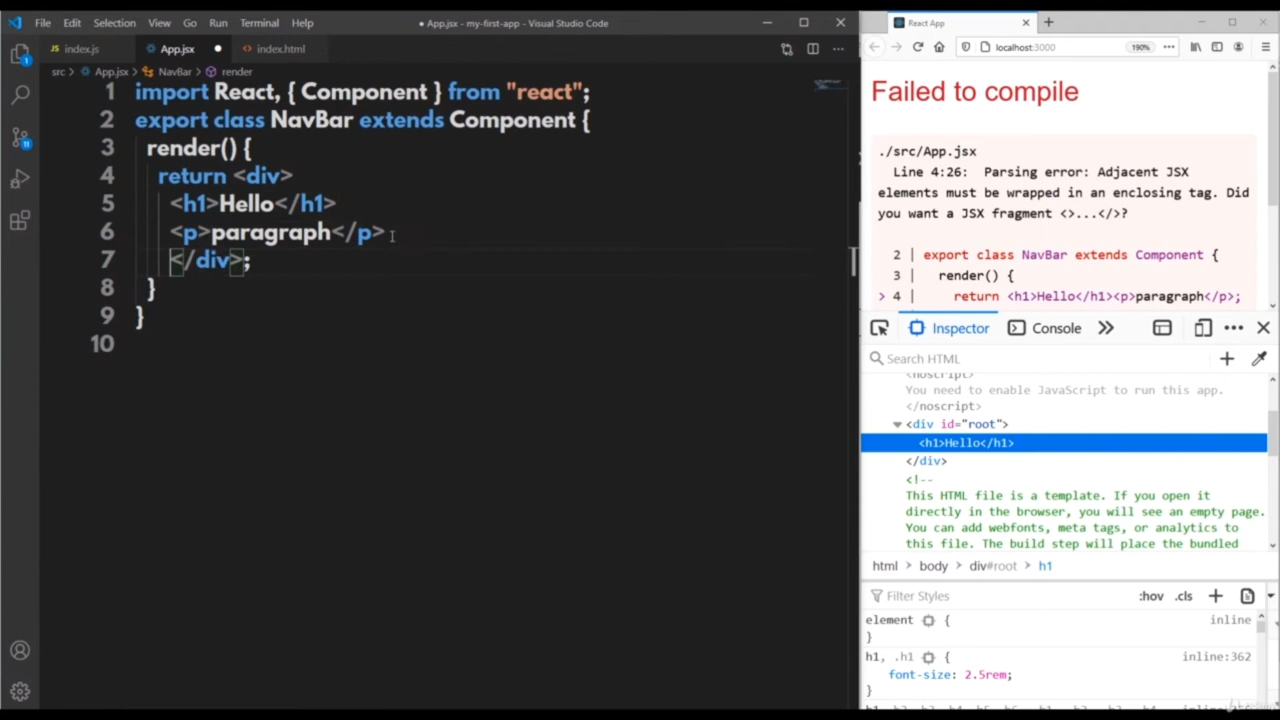 File Edit Selection View Go Run Terminal Help
● App.jsx - my-first-app - Visual Studio Code
index.js
App.jsx
index.html
src > App.jsx > NavBar > render
1 import React, { Component } from "react";
2 export class NavBar extends Component {
3 render() {
4 return <div>
5 <h1>Hello</h1>
6 <p>paragraph</p>
7 </div>;
8 }
9 }
10
1
11
React App
localhost:3000
190%
Failed to compile
./src/App.jsx
Line 4:26: Parsing error: Adjacent JSX
elements must be wrapped in an enclosing tag. Did
you want a JSX fragment <>...</>?
2 | export class NavBar extends Component {
3 | render() {
> 4 | return <h1>Hello</h1><p>paragraph</p>;
Inspector
Console
Search HTML
<noscript>
You need to enable JavaScript to run this app.
</noscript>
<div id="root">
<h1>Hello</h1>
</div>
<!--
This HTML file is a template. If you open it
directly in the browser, you will see an empty page.
You can add webfonts, meta tags, or analytics to
this file. The build step will place the bundled
html > body > div#root > h1
Filter Styles
:hov .cls
element {
inline
}
h1, .h1 {
inline:362
font-size: 2.5rem;
}